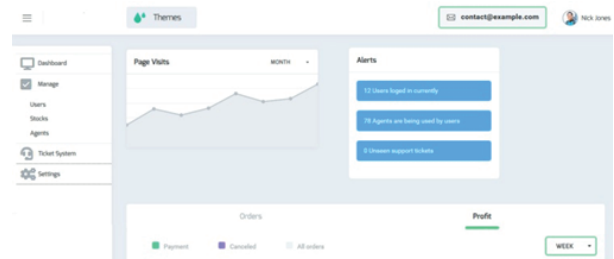 Themes
contact@example.com
Nick Jones
Dashboard
Manage
Users
Stocks
Agents
Ticket System
Settings
Page Visits
MONTH
Alerts
12 Users loged in currently
78 Agents are being used by users
0 Unseen support tickets
Orders
Profit
Payment
Canceled
All orders
WEEK